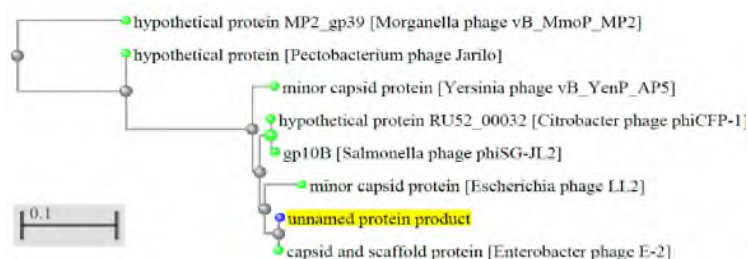 hypothetical protein MP2_gp39 [Morganella phage vB_MmoP_MP2]
hypothetical protein [Pectobacterium phage Jarilo]
minor capsid protein [Yersinia phage vB_YenP_AP5]
hypothetical protein RU52_00032 [Citrobacter phage phiCFP-1]
gp10B [Salmonella phage phiSG-JL2]
minor capsid protein [Escherichia phage LL2]
0.1
unnamed protein product
capsid and scaffold protein [Enterobacter phage E-2]